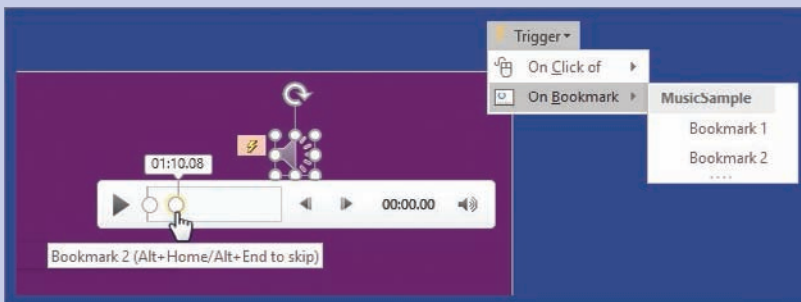 Trigger
On Click of
On Bookmark
MusicSample
Bookmark 1
Bookmark 2
01:10.08
00:00.00
Bookmark 2 (Alt+Home/Alt+End to skip)